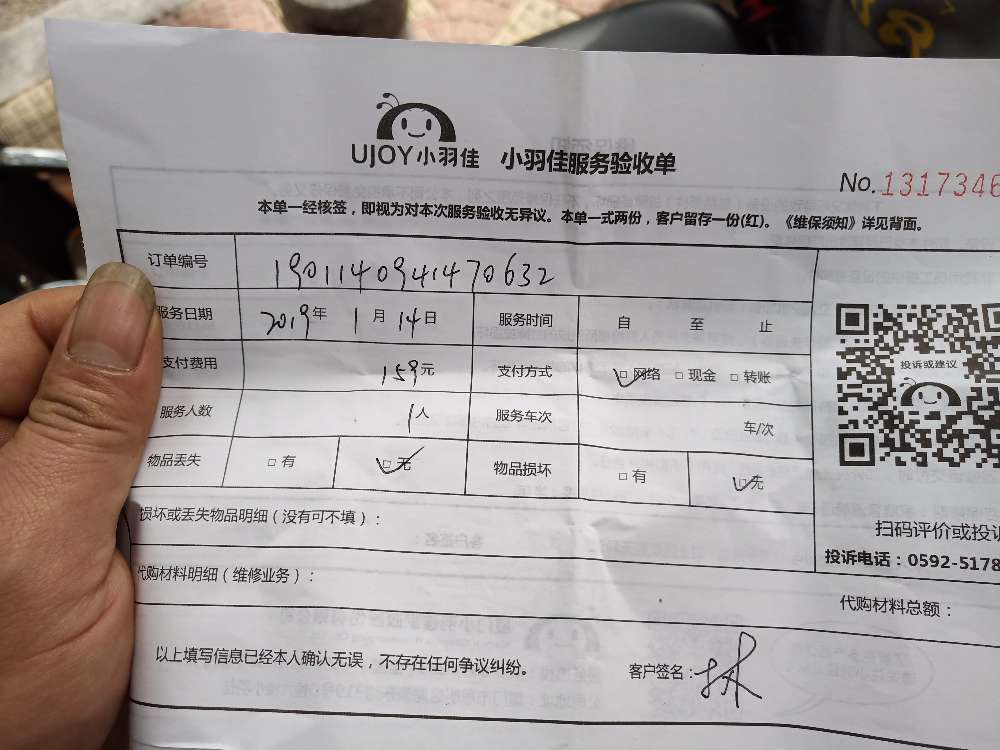 UJOY小羽佳 小羽佳服务验收单
No.1317346
本单一经核签，即视为对本次服务验收无异议。本单一式两份，客户留存一份(红)。《维保须知》详见背面。
订单编号 1901140941470632
服务日期 2019年 1月 14日 服务时间 自 至 止
支付费用 159元 支付方式 □网络 □现金 □转账
服务人数 1人 服务车次 车/次
物品丢失 □有 □无 物品损坏 □有 □无
投诉或建议
损坏或丢失物品明细（没有可不填）：
扫码评价或投诉
投诉电话：0592-5178
代购材料明细（维修业务）：
代购材料总额：
以上填写信息已经本人确认无误，不存在任何争议纠纷。 客户签名：